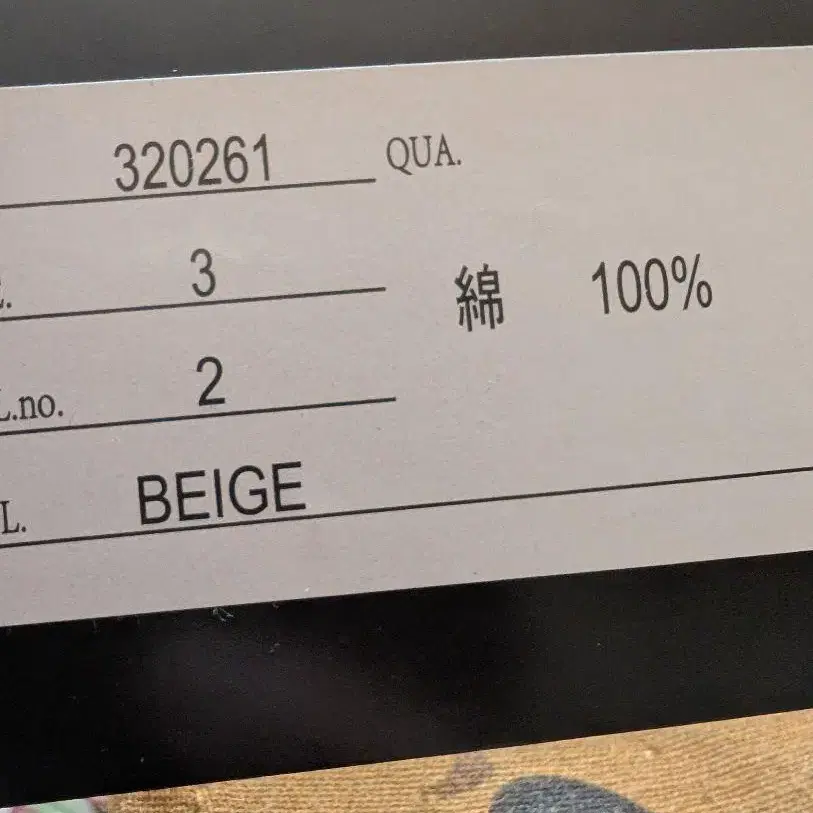 320261 QUA.
3
綿 100%
.no. 2
L. BEIGE